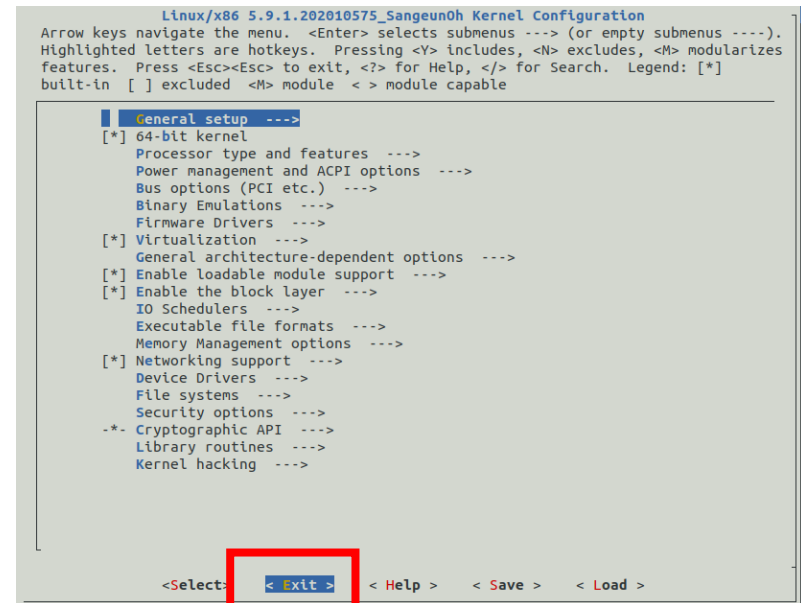 Linux/x86 5.9.1.202010575_SangeunOh Kernel Configuration
Arrow keys navigate the menu.  <Enter> selects submenus ---> (or empty submenus ----).
Highlighted letters are hotkeys.  Pressing <Y> includes, <N> excludes, <M> modularizes
features.  Press <Esc><Esc> to exit, <?> for Help, </> for Search.  Legend: [*]
built-in  [ ] excluded  <M> module  < > module capable
General setup  --->
[*] 64-bit kernel
Processor type and features  --->
Power management and ACPI options  --->
Bus options (PCI etc.)  --->
Binary Emulations  --->
Firmware Drivers  --->
[*] Virtualization  --->
General architecture-dependent options  --->
[*] Enable loadable module support  --->
[*] Enable the block layer  --->
IO Schedulers  --->
Executable file formats  --->
Memory Management options  --->
[*] Networking support  --->
Device Drivers  --->
File systems  --->
Security options  --->
-*- Cryptographic API  --->
Library routines  --->
Kernel hacking  --->
<Select>    < Exit >    < Help >    < Save >    < Load >